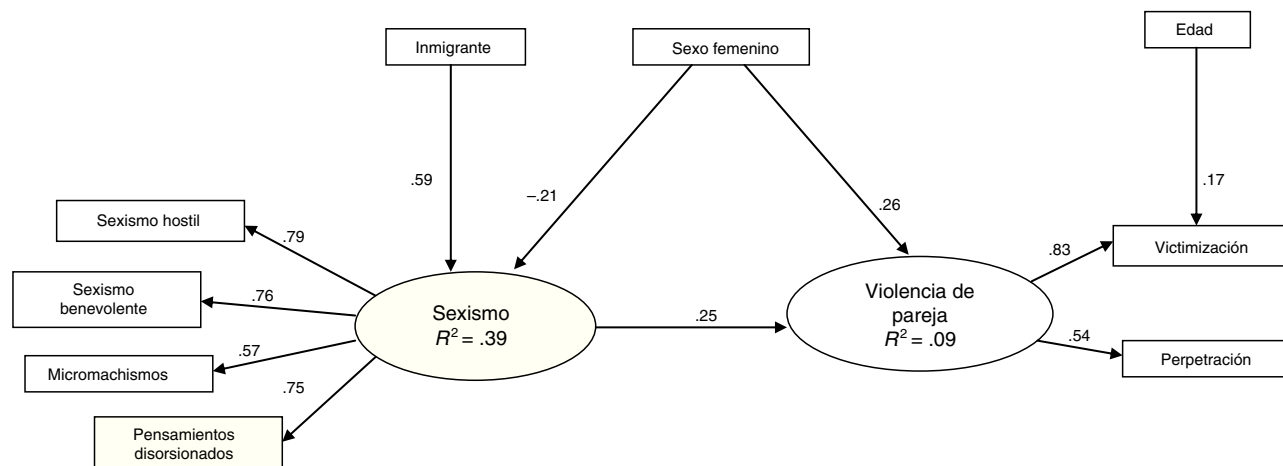 Inmigrante
Sexo femenino
Edad
.59
–.21
.26
.17
Sexismo hostil
.79
Victimización
.83
Sexismo
benevolente
.76
Sexismo
R² = .39
.25
Violencia de
pareja
R² = .09
.54
Perpetración
Micromachismos
.57
.75
Pensamientos
disorsionados